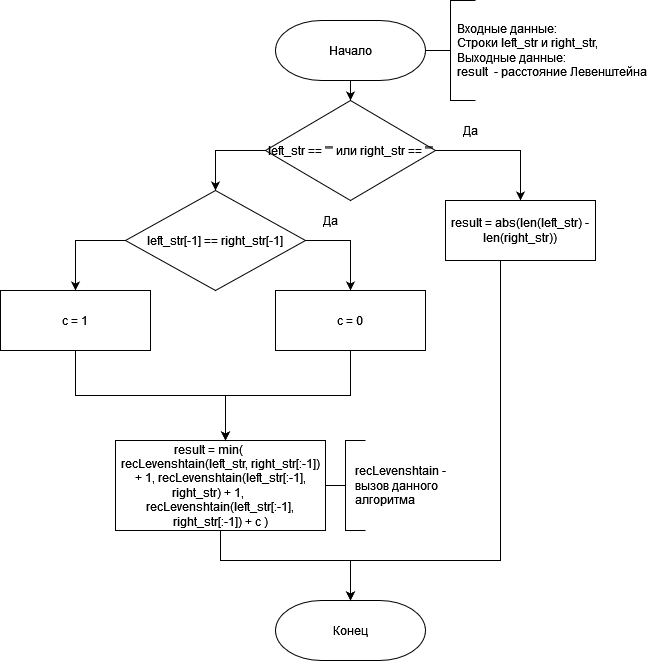 Начало
Входные данные:
Строки left_str и right_str,
Выходные данные:
result - расстояние Левенштейна
Да
left_str == "" или right_str == ""
result = abs(len(left_str) -
len(right_str))
Да
left_str[-1] == right_str[-1]
c = 1
c = 0
result = min(
recLevenshtain(left_str, right_str[:-1])
+ 1, recLevenshtain(left_str[:-1],
right_str) + 1,
recLevenshtain(left_str[:-1],
right_str[:-1]) + c )
recLevenshtain -
вызов данного
алгоритма
Конец